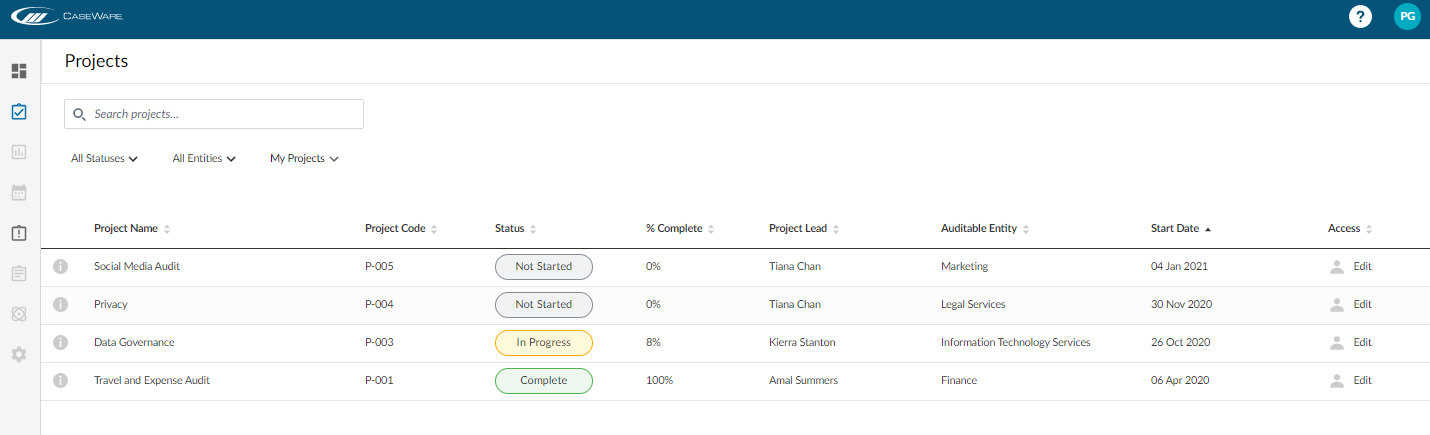 CASEWARE
? PG
Projects
Search projects...
All Statuses All Entities My Projects
Project Name Project Code Status % Complete Project Lead Auditable Entity Start Date Access
Social Media Audit P-005 Not Started 0% Tiana Chan Marketing 04 Jan 2021 Edit
Privacy P-004 Not Started 0% Tiana Chan Legal Services 30 Nov 2020 Edit
Data Governance P-003 In Progress 8% Kierra Stanton Information Technology Services 26 Oct 2020 Edit
Travel and Expense Audit P-001 Complete 100% Amal Summers Finance 06 Apr 2020 Edit